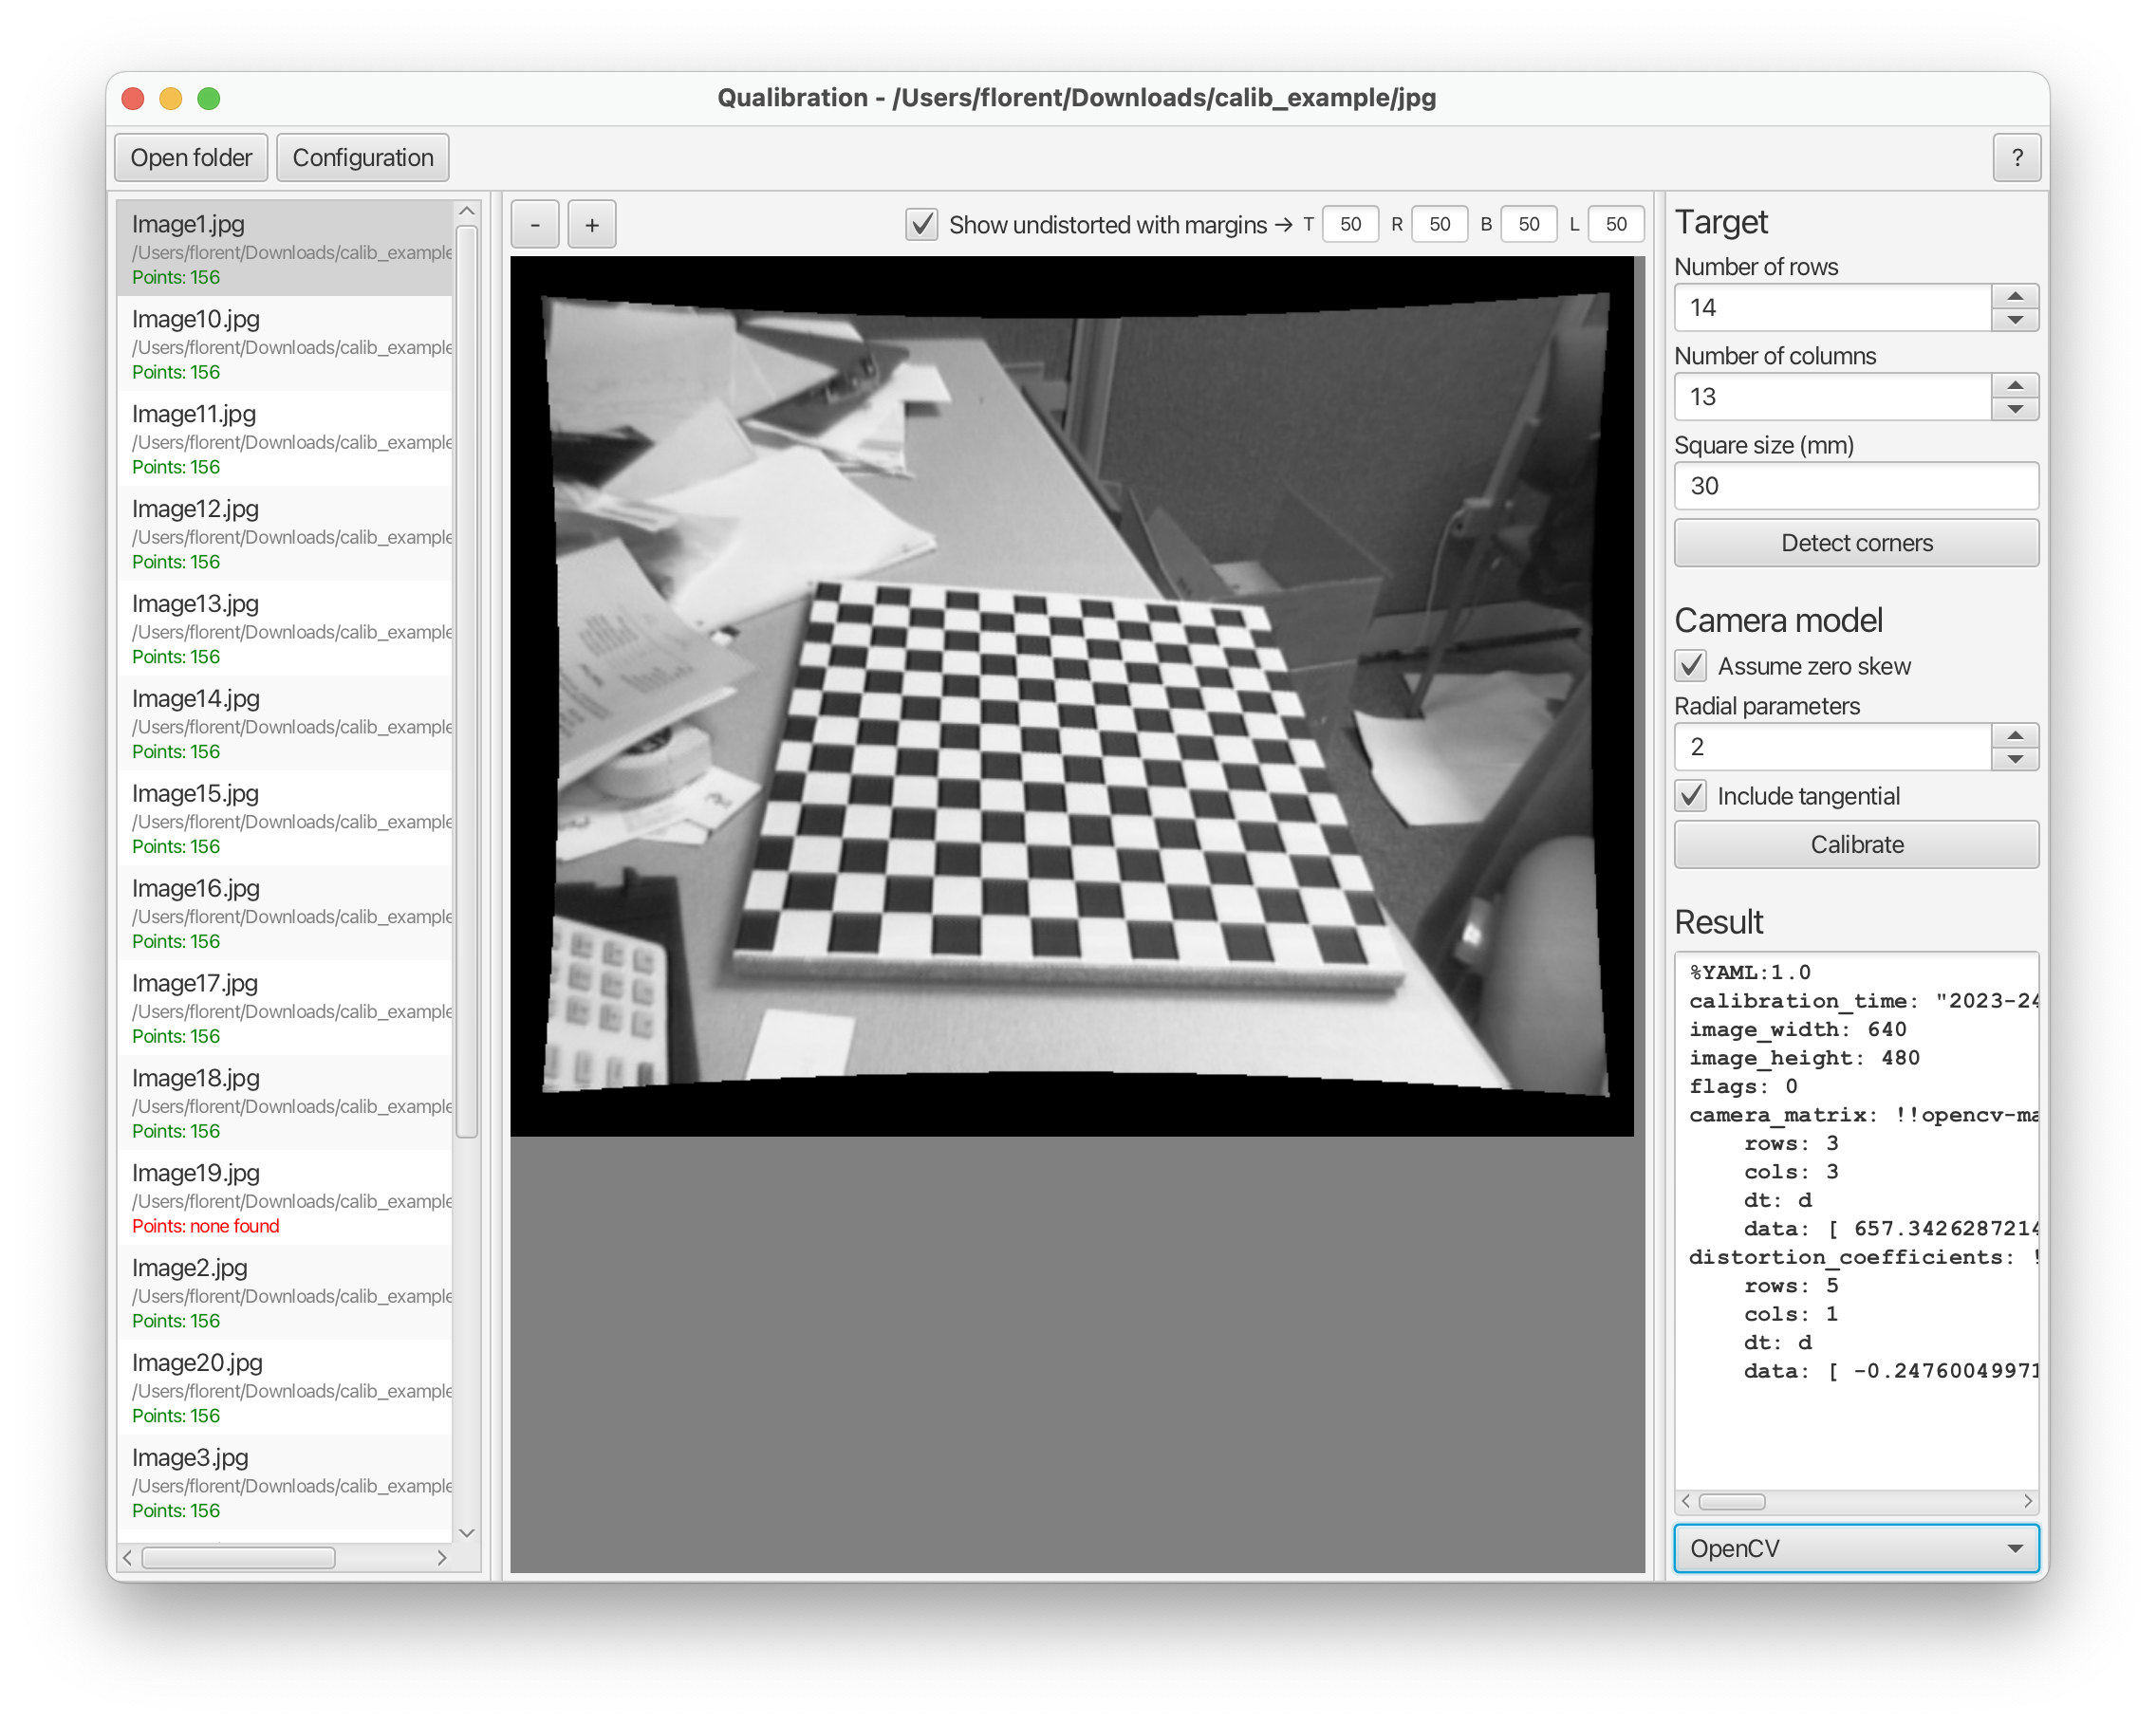 Qualibration - /Users/florent/Downloads/calib_example/jpg
Open folder
Configuration
?
Image1.jpg
/Users/florent/Downloads/calib_example
Points: 156
Image10.jpg
/Users/florent/Downloads/calib_example
Points: 156
Image11.jpg
/Users/florent/Downloads/calib_example
Points: 156
Image12.jpg
/Users/florent/Downloads/calib_example
Points: 156
Image13.jpg
/Users/florent/Downloads/calib_example
Points: 156
Image14.jpg
/Users/florent/Downloads/calib_example
Points: 156
Image15.jpg
/Users/florent/Downloads/calib_example
Points: 156
Image16.jpg
/Users/florent/Downloads/calib_example
Points: 156
Image17.jpg
/Users/florent/Downloads/calib_example
Points: 156
Image18.jpg
/Users/florent/Downloads/calib_example
Points: 156
Image19.jpg
/Users/florent/Downloads/calib_example
Points: none found
Image2.jpg
/Users/florent/Downloads/calib_example
Points: 156
Image20.jpg
/Users/florent/Downloads/calib_example
Points: 156
Image3.jpg
/Users/florent/Downloads/calib_example
Points: 156
- +
Show undistorted with margins → T 50 R 50 B 50 L 50
Target
Number of rows
14
Number of columns
13
Square size (mm)
30
Detect corners
Camera model
Assume zero skew
Radial parameters
2
Include tangential
Calibrate
Result
%YAML:1.0
calibration_time: "2023-24
image_width: 640
image_height: 480
flags: 0
camera_matrix: !!opencv-ma
rows: 3
cols: 3
dt: d
data: [ 657.3426287214
distortion_coefficients: !
rows: 5
cols: 1
dt: d
data: [ -0.24760049971
OpenCV